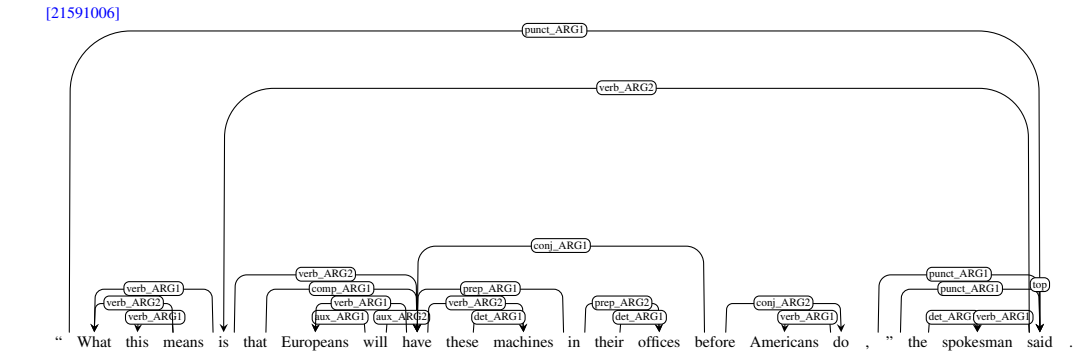 [21591006]
punct_ARG1
verb_ARG2
conj_ARG1
verb_ARG2 punct_ARG1
verb_ARG1 comp_ARG1 prep_ARG1 punct_ARG1 top
verb_ARG2 verb_ARG1 verb_ARG2 prep_ARG2 conj_ARG2
verb_ARG1 aux_ARG1 aux_ARG2 det_ARG1 det_ARG1 verb_ARG1 det_ARG verb_ARG1
“ What this means is that Europeans will have these machines in their offices before Americans do , ” the spokesman said .